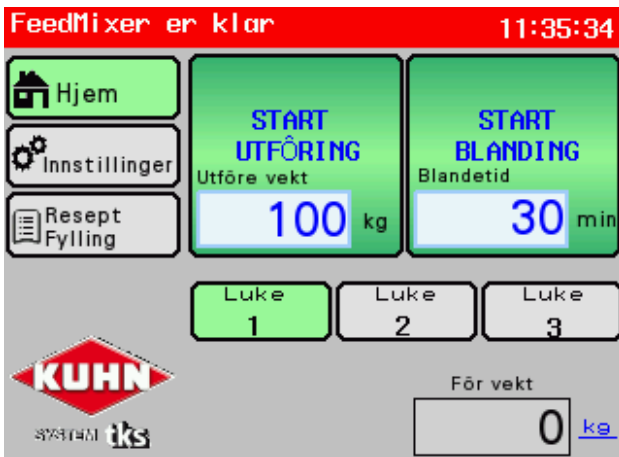 FeedMixer er klar 11:35:34
Hjem
Innstillinger
Resept
Fylling
START
UTFÔRING
Utföre vekt
100 kg
START
BLANDING
Blandetid
30 min
Luke
1
Luke
2
Luke
3
KUHN
SYSTEM tks
För vekt
0 kg